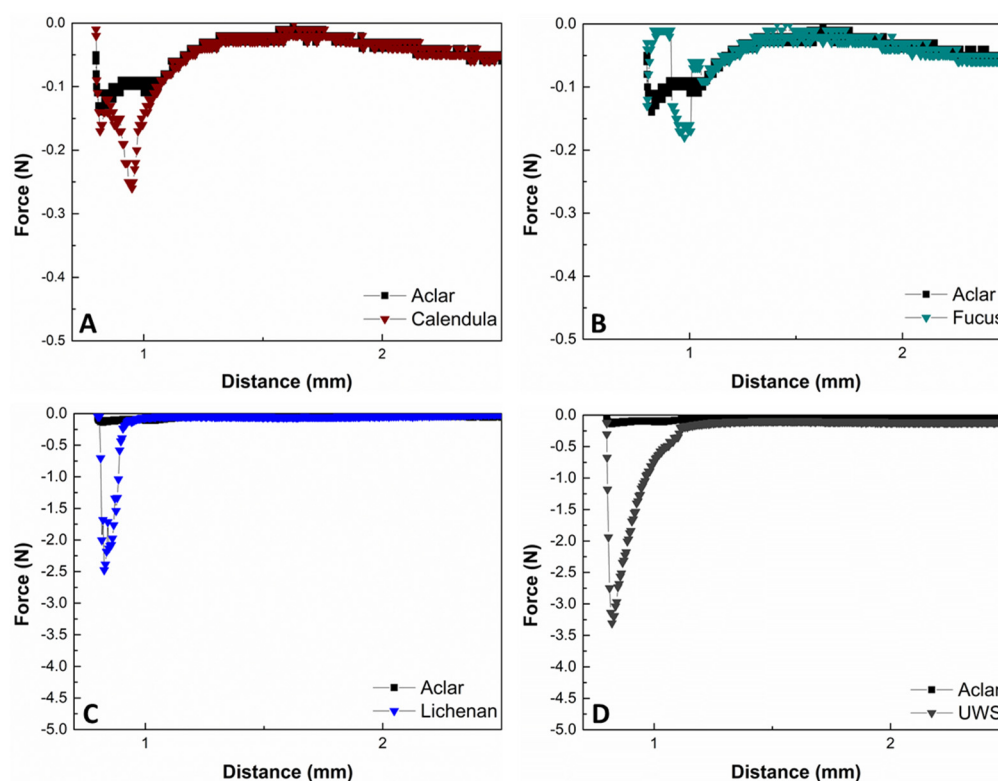 0.0
-0.1
-0.2
-0.3
-0.4
-0.5
Force (N)
1
2
Distance (mm)
Aclar
Calendula
A
0.0
-0.1
-0.2
-0.3
-0.4
-0.5
Force (N)
1
2
Distance (mm)
Aclar
Fucus
B
0.0
-0.5
-1.0
-1.5
-2.0
-2.5
-3.0
-3.5
-4.0
-4.5
-5.0
Force (N)
1
2
Distance (mm)
Aclar
Lichenan
C
0.0
-0.5
-1.0
-1.5
-2.0
-2.5
-3.0
-3.5
-4.0
-4.5
-5.0
Force (N)
1
2
Distance (mm)
Aclar
UWS
D